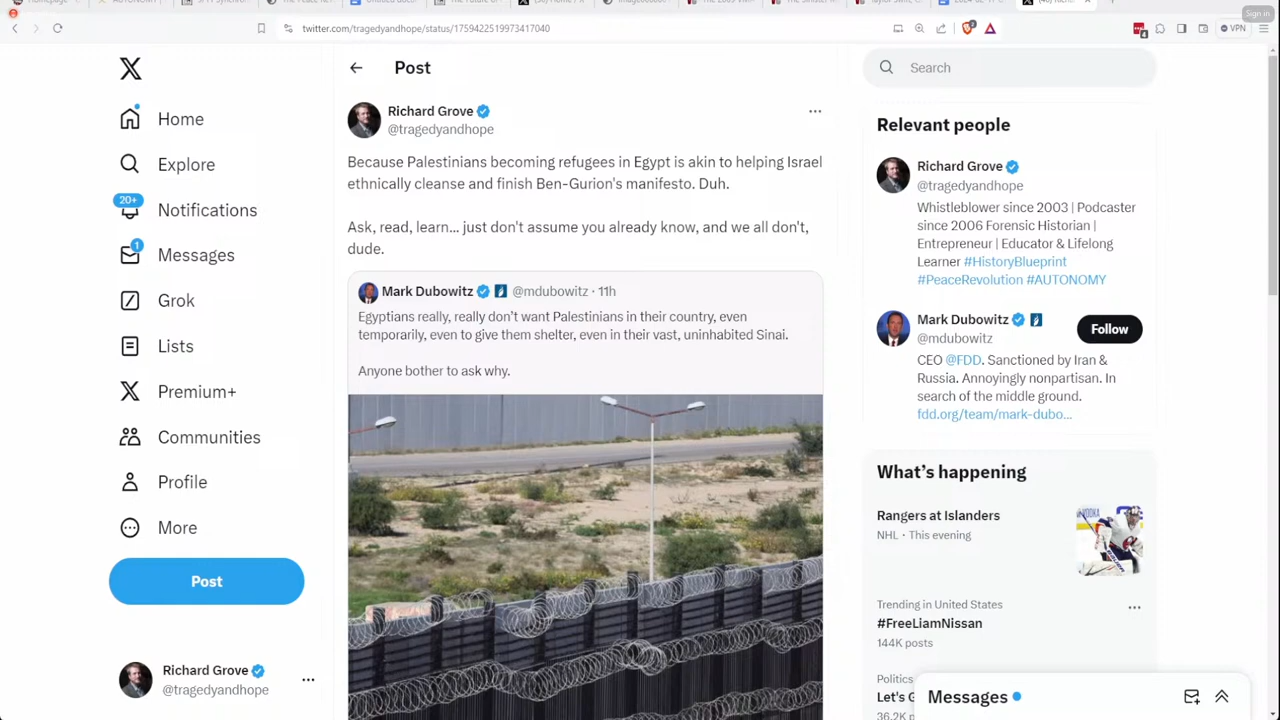 Sign in
twitter.com/tragedyandhope/status/1759422519973417040
VPN
Home
Explore
20+
Notifications
1
Messages
Grok
Lists
Premium+
Communities
Profile
More
Post
Richard Grove
@tragedyandhope
Post
Richard Grove
@tragedyandhope
Because Palestinians becoming refugees in Egypt is akin to helping Israel
ethnically cleanse and finish Ben-Gurion's manifesto. Duh.
Ask, read, learn... just don't assume you already know, and we all don't,
dude.
Mark Dubowitz @mdubowitz · 11h
Egyptians really, really don't want Palestinians in their country, even
temporarily, even to give them shelter, even in their vast, uninhabited Sinai.
Anyone bother to ask why.
Search
Relevant people
Richard Grove
@tragedyandhope
Whistleblower since 2003 | Podcaster
since 2006 Forensic Historian |
Entrepreneur | Educator & Lifelong
Learner #HistoryBlueprint
#PeaceRevolution #AUTONOMY
Mark Dubowitz
@mdubowitz
Follow
CEO @FDD. Sanctioned by Iran &
Russia. Annoyingly nonpartisan. In
search of the middle ground.
fdd.org/team/mark-dubo...
What's happening
Rangers at Islanders
NHL · This evening
Trending in United States
#FreeLiamNissan
144K posts
Politics
Let's G
36.2K p
Messages